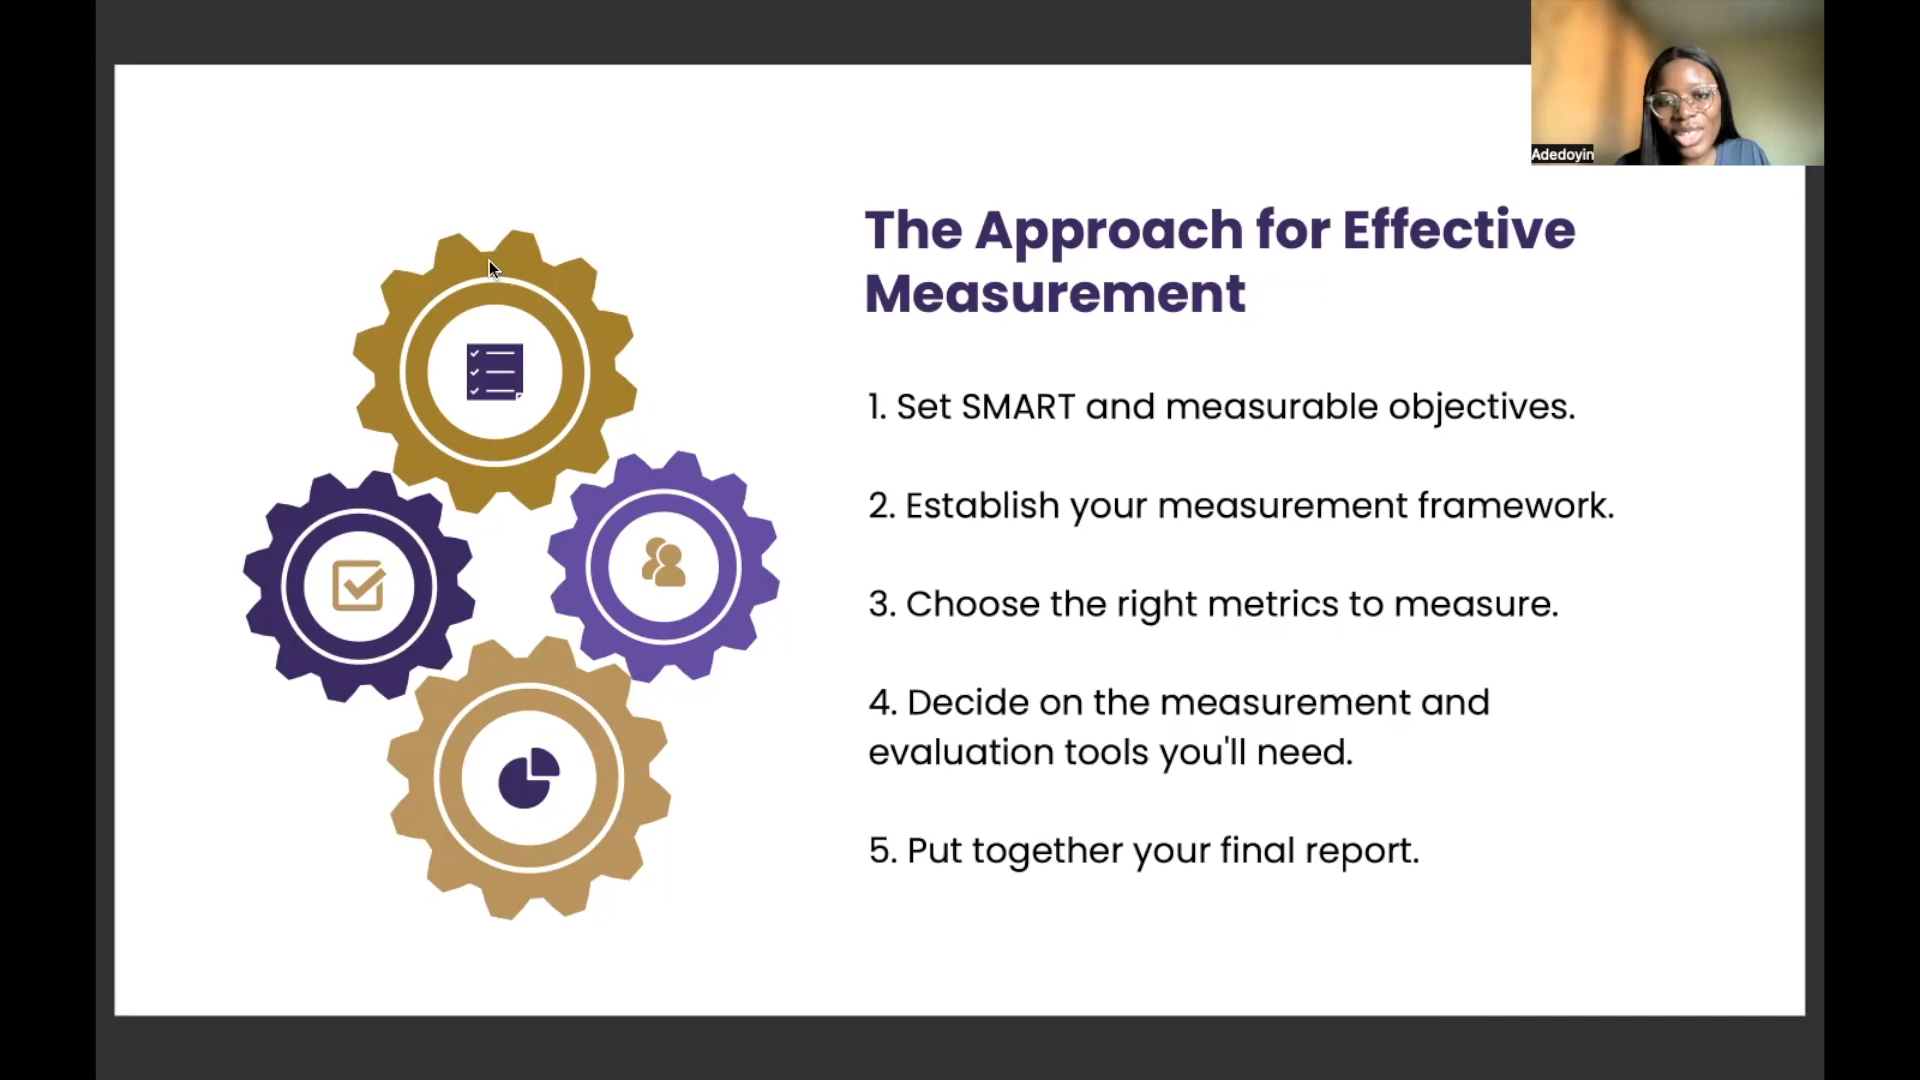 Adedoyin
The Approach for Effective
Measurement
1. Set SMART and measurable objectives.
2. Establish your measurement framework.
3. Choose the right metrics to measure.
4. Decide on the measurement and
evaluation tools you'll need.
5. Put together your final report.